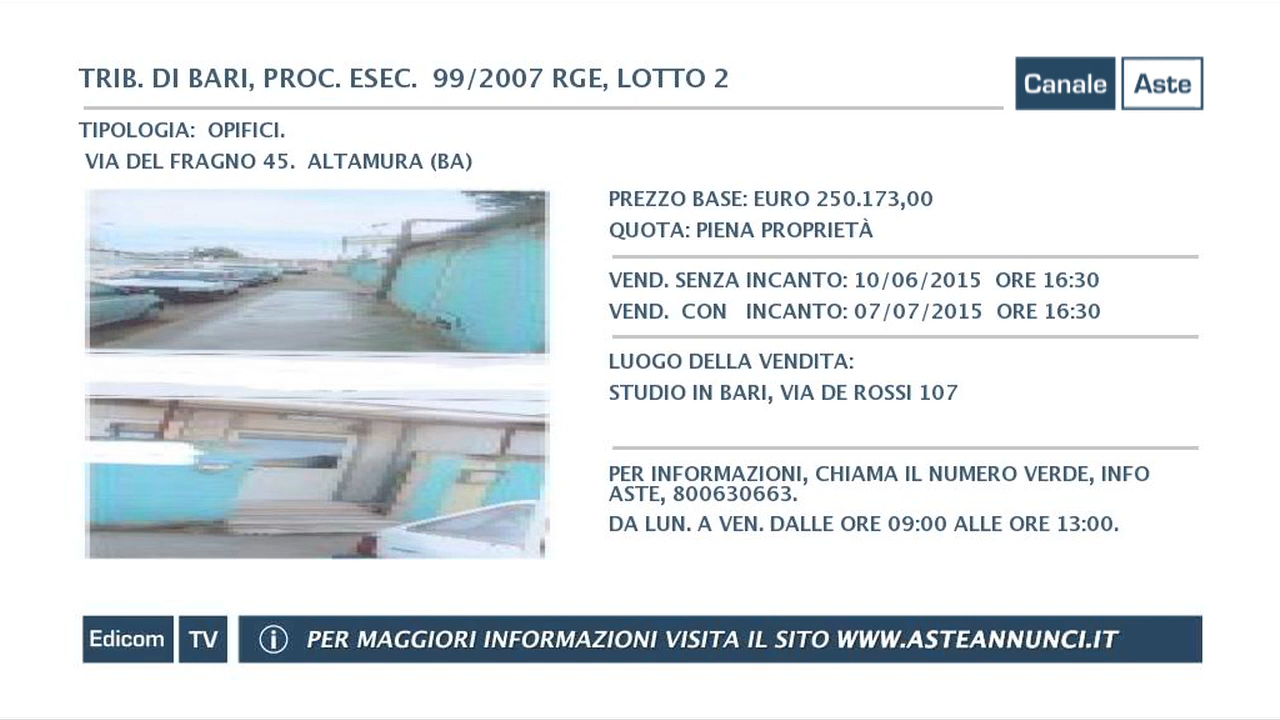 TRIB. DI BARI, PROC. ESEC.  99/2007 RGE, LOTTO 2
Canale Aste
TIPOLOGIA:  OPIFICI.
VIA DEL FRAGNO 45.  ALTAMURA (BA)
PREZZO BASE: EURO 250.173,00
QUOTA: PIENA PROPRIETÀ
VEND. SENZA INCANTO: 10/06/2015  ORE 16:30
VEND.  CON   INCANTO: 07/07/2015  ORE 16:30
LUOGO DELLA VENDITA:
STUDIO IN BARI, VIA DE ROSSI 107
PER INFORMAZIONI, CHIAMA IL NUMERO VERDE, INFO
ASTE, 800630663.
DA LUN. A VEN. DALLE ORE 09:00 ALLE ORE 13:00.
Edicom TV
PER MAGGIORI INFORMAZIONI VISITA IL SITO WWW.ASTEANNUNCI.IT